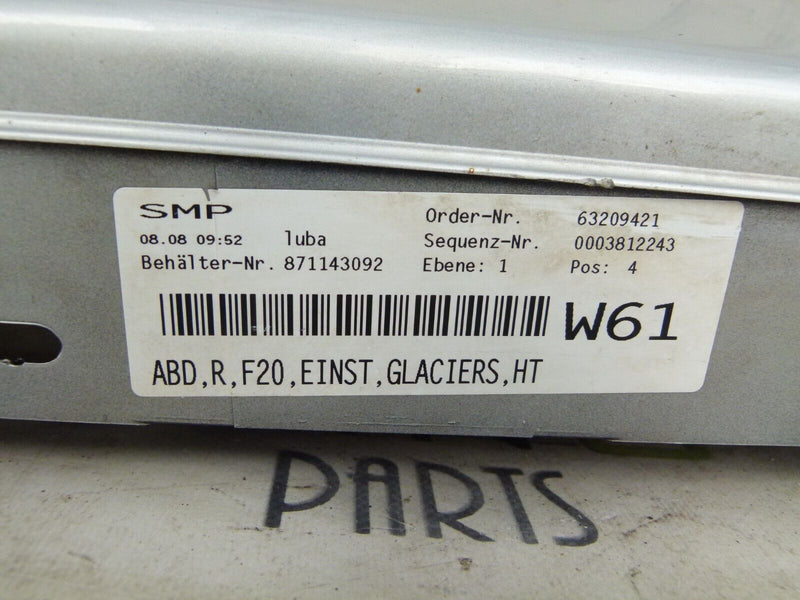 SMP
Order-Nr. 63209421
08.08 09:52 luba Sequenz-Nr. 0003812243
Behälter-Nr. 871143092 Ebene: 1 Pos: 4
W61
ABD,R,F20,EINST,GLACIERS,HT
PARTS